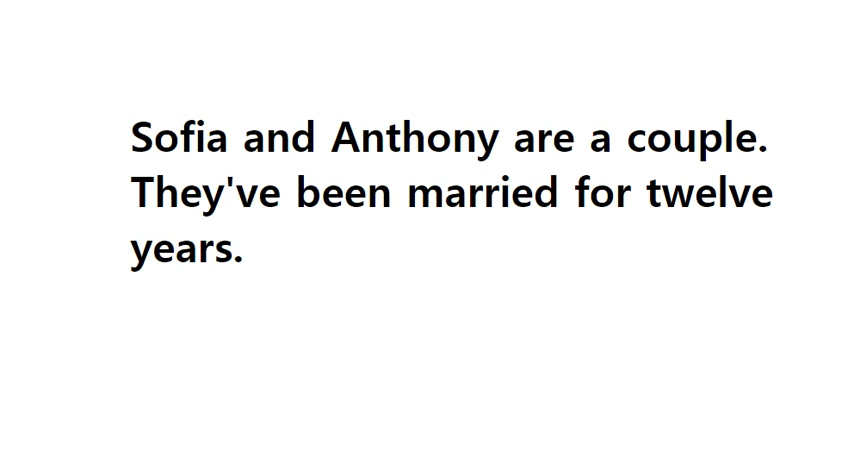 Sofia and Anthony are a couple.
They've been married for twelve
years.